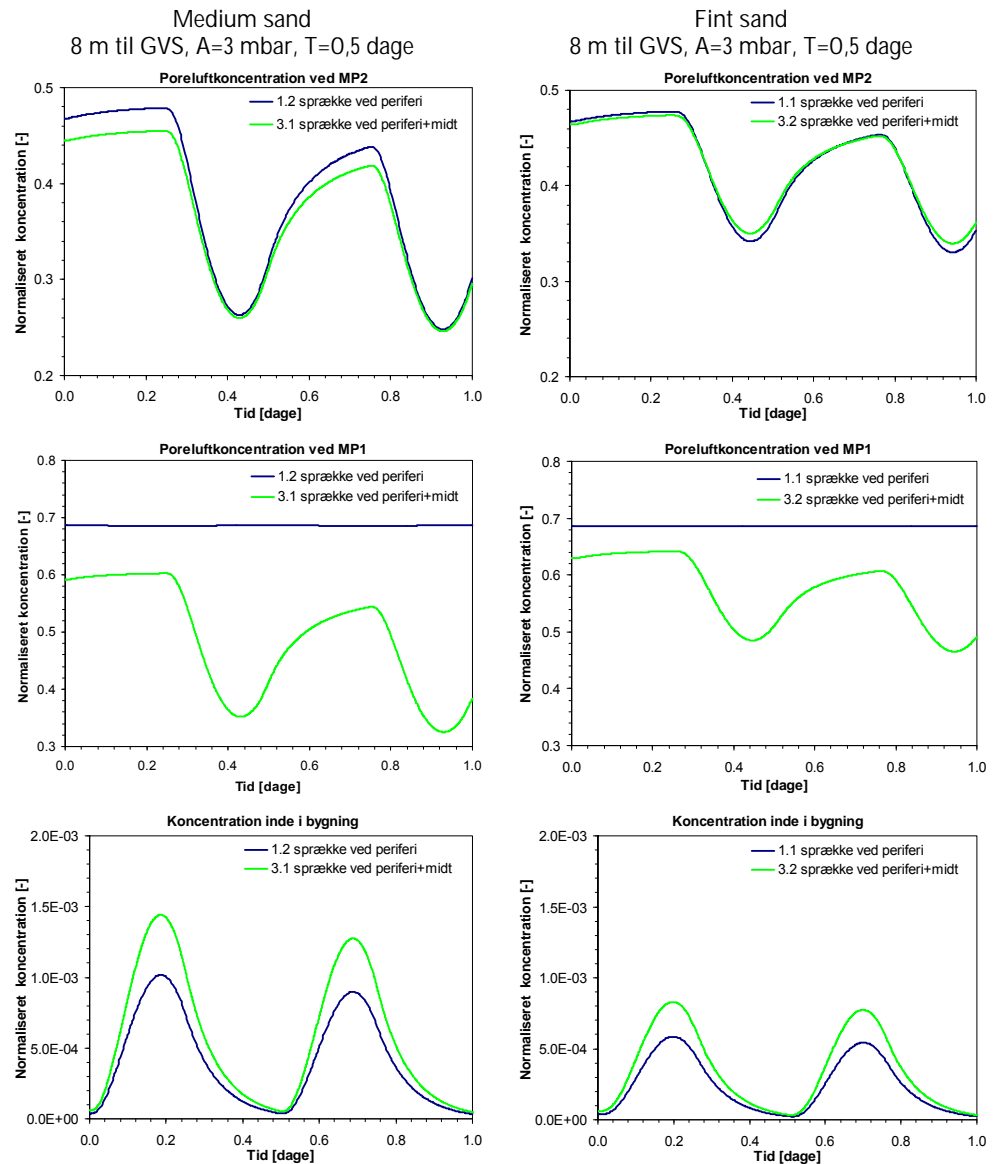 Medium sand
8 m til GVS, A=3 mbar, T=0,5 dage
Fint sand
8 m til GVS, A=3 mbar, T=0,5 dage
Poreluftkoncentration ved MP2
Normaliseret koncentration [-]
0.5
0.4
0.3
0.2
1.2 sprække ved periferi
3.1 sprække ved periferi+midt
0.0 0.2 0.4 0.6 0.8 1.0
Tid [dage]
Poreluftkoncentration ved MP2
Normaliseret koncentration [-]
0.5
0.4
0.3
0.2
1.1 sprække ved periferi
3.2 sprække ved periferi+midt
0.0 0.2 0.4 0.6 0.8 1.0
Tid [dage]
Poreluftkoncentration ved MP1
Normaliseret koncentration [-]
0.8
0.7
0.6
0.5
0.4
0.3
1.2 sprække ved periferi
3.1 sprække ved periferi+midt
0.0 0.2 0.4 0.6 0.8 1.0
Tid [dage]
Poreluftkoncentration ved MP1
Normaliseret koncentration [-]
0.8
0.7
0.6
0.5
0.4
0.3
1.1 sprække ved periferi
3.2 sprække ved periferi+midt
0.0 0.2 0.4 0.6 0.8 1.0
Tid [dage]
Koncentration inde i bygning
Normaliseret koncentration [-]
2.0E-03
1.5E-03
1.0E-03
5.0E-04
0.0E+00
1.2 sprække ved periferi
3.1 sprække ved periferi+midt
0.0 0.2 0.4 0.6 0.8 1.0
Tid [dage]
Koncentration inde i bygning
Normaliseret koncentration [-]
2.0E-03
1.5E-03
1.0E-03
5.0E-04
0.0E+00
1.1 sprække ved periferi
3.2 sprække ved periferi+midt
0.0 0.2 0.4 0.6 0.8 1.0
Tid [dage]